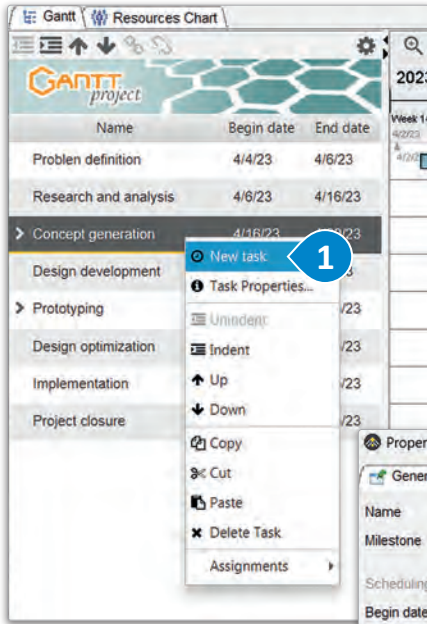 Gantt Resources Chart
GANTT
project
2023
Week 14
4/2/23
Name Begin date End date
Problen definition 4/4/23 4/6/23
Research and analysis 4/6/23 4/16/23
Concept generation 4/16/23
New task 1
Design development
Task Properties...
Prototyping /23
Unindent
Design optimization /23
Indent
Implementation /23
Up
Project closure /23
Down
Copy
Cut
Paste
Delete Task
Assignments
Proper
Gener
Name
Milestone
Scheduling
Begin date